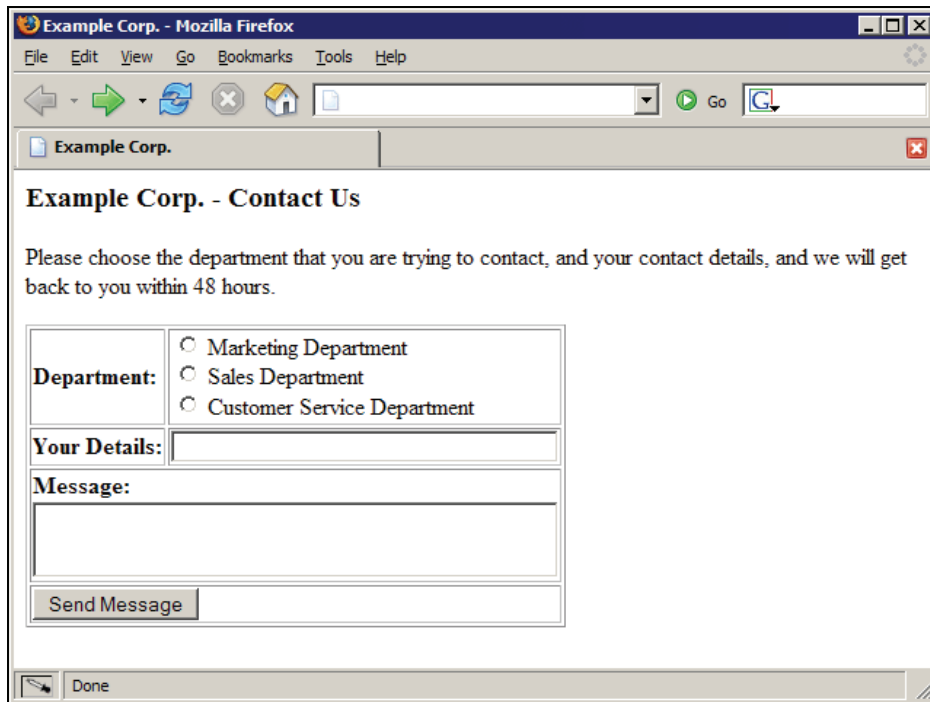 Example Corp. - Mozilla Firefox
File Edit View Go Bookmarks Tools Help
Go G
Example Corp.
Example Corp. - Contact Us
Please choose the department that you are trying to contact, and your contact details, and we will get
back to you within 48 hours.
Marketing Department
Department: Sales Department
Customer Service Department
Your Details:
Message:
Send Message
Done